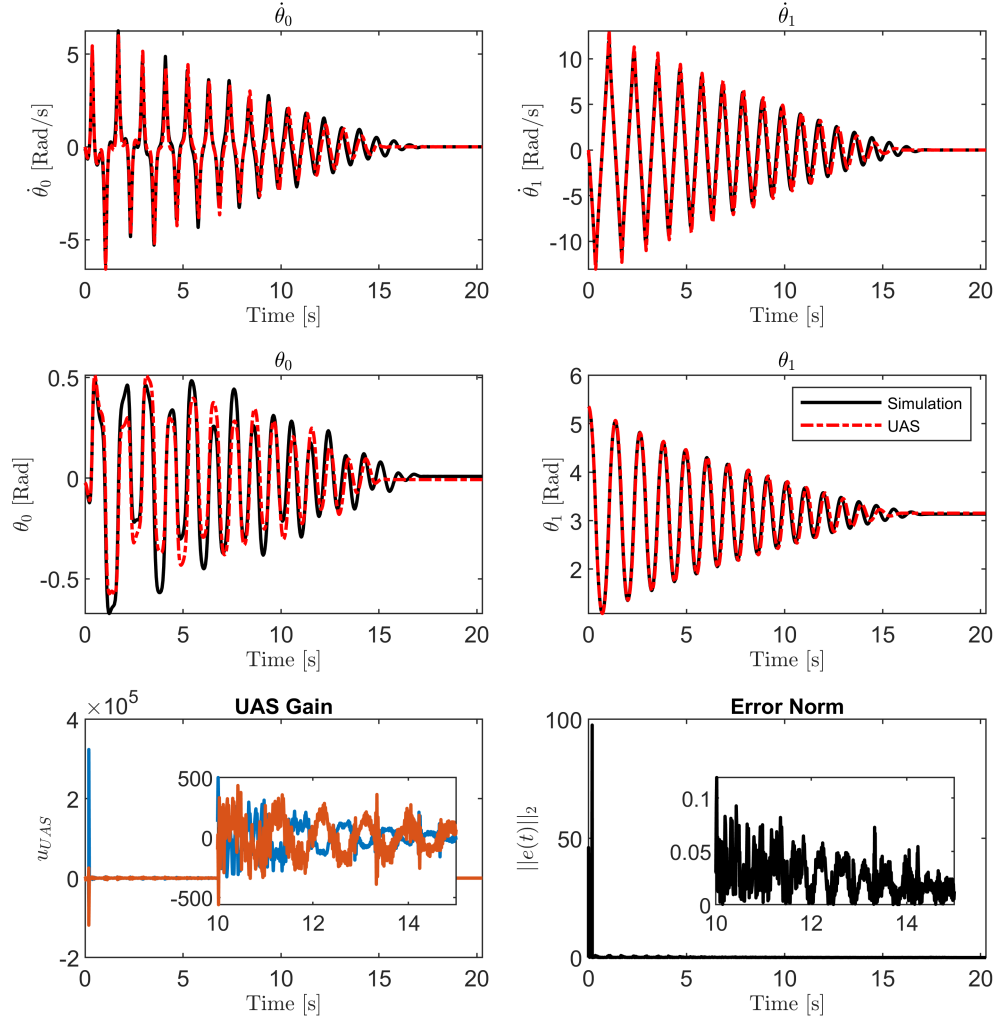 θ̇₀
θ̇₀ [Rad/s]
5
0
-5
0 5 10 15 20
Time [s]
θ̇₁
θ̇₁ [Rad/s]
10
5
0
-5
-10
0 5 10 15 20
Time [s]
θ₀
θ₀ [Rad]
0.5
0
-0.5
0 5 10 15 20
Time [s]
θ₁
θ₁ [Rad]
6
5
4
3
2
Simulation
UAS
0 5 10 15 20
Time [s]
×10⁵
UAS Gain
u_UAS
4
2
0
-2
500
0
-500
10 12 14
0 5 10 15 20
Time [s]
Error Norm
||e(t)||₂
100
50
0
0.1
0.05
0
10 12 14
0 5 10 15 20
Time [s]